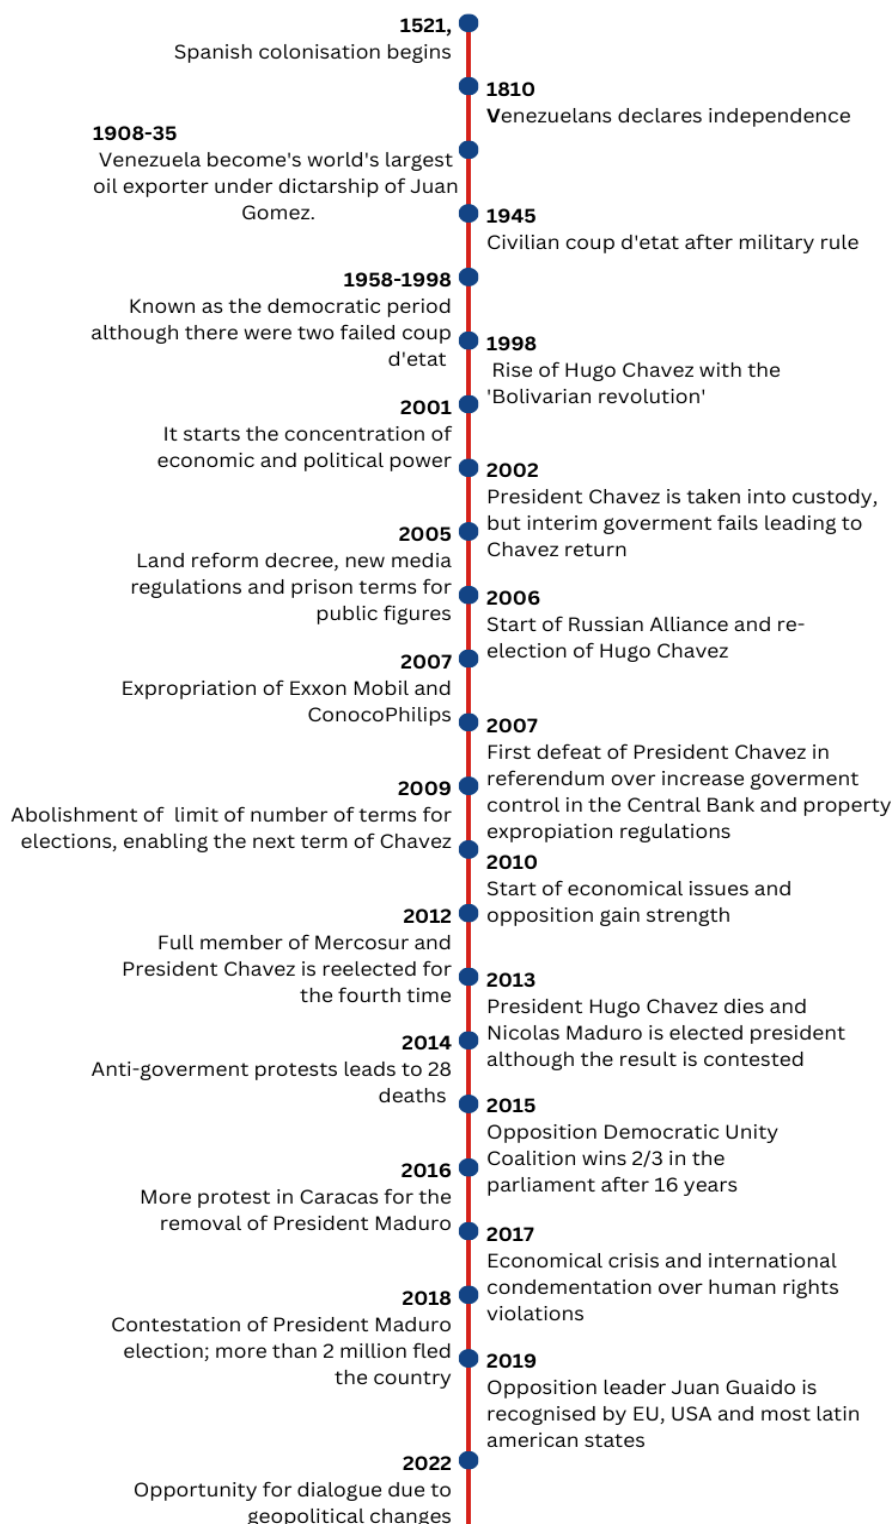 1521,
Spanish colonisation begins
1810
Venezuelans declares independence
1908-35
Venezuela become's world's largest
oil exporter under dictarship of Juan
Gomez.
1945
Civilian coup d'etat after military rule
1958-1998
Known as the democratic period
although there were two failed coup
d'etat
1998
Rise of Hugo Chavez with the
'Bolivarian revolution'
2001
It starts the concentration of
economic and political power
2002
President Chavez is taken into custody,
but interim goverment fails leading to
Chavez return
2005
Land reform decree, new media
regulations and prison terms for
public figures
2006
Start of Russian Alliance and re-
election of Hugo Chavez
2007
Expropriation of Exxon Mobil and
ConocoPhilips
2007
First defeat of President Chavez in
referendum over increase goverment
control in the Central Bank and property
expropiation regulations
2009
Abolishment of limit of number of terms for
elections, enabling the next term of Chavez
2010
Start of economical issues and
opposition gain strength
2012
Full member of Mercosur and
President Chavez is reelected for
the fourth time
2013
President Hugo Chavez dies and
Nicolas Maduro is elected president
although the result is contested
2014
Anti-goverment protests leads to 28
deaths
2015
Opposition Democratic Unity
Coalition wins 2/3 in the
parliament after 16 years
2016
More protest in Caracas for the
removal of President Maduro
2017
Economical crisis and international
condementation over human rights
violations
2018
Contestation of President Maduro
election; more than 2 million fled
the country
2019
Opposition leader Juan Guaido is
recognised by EU, USA and most latin
american states
2022
Opportunity for dialogue due to
geopolitical changes